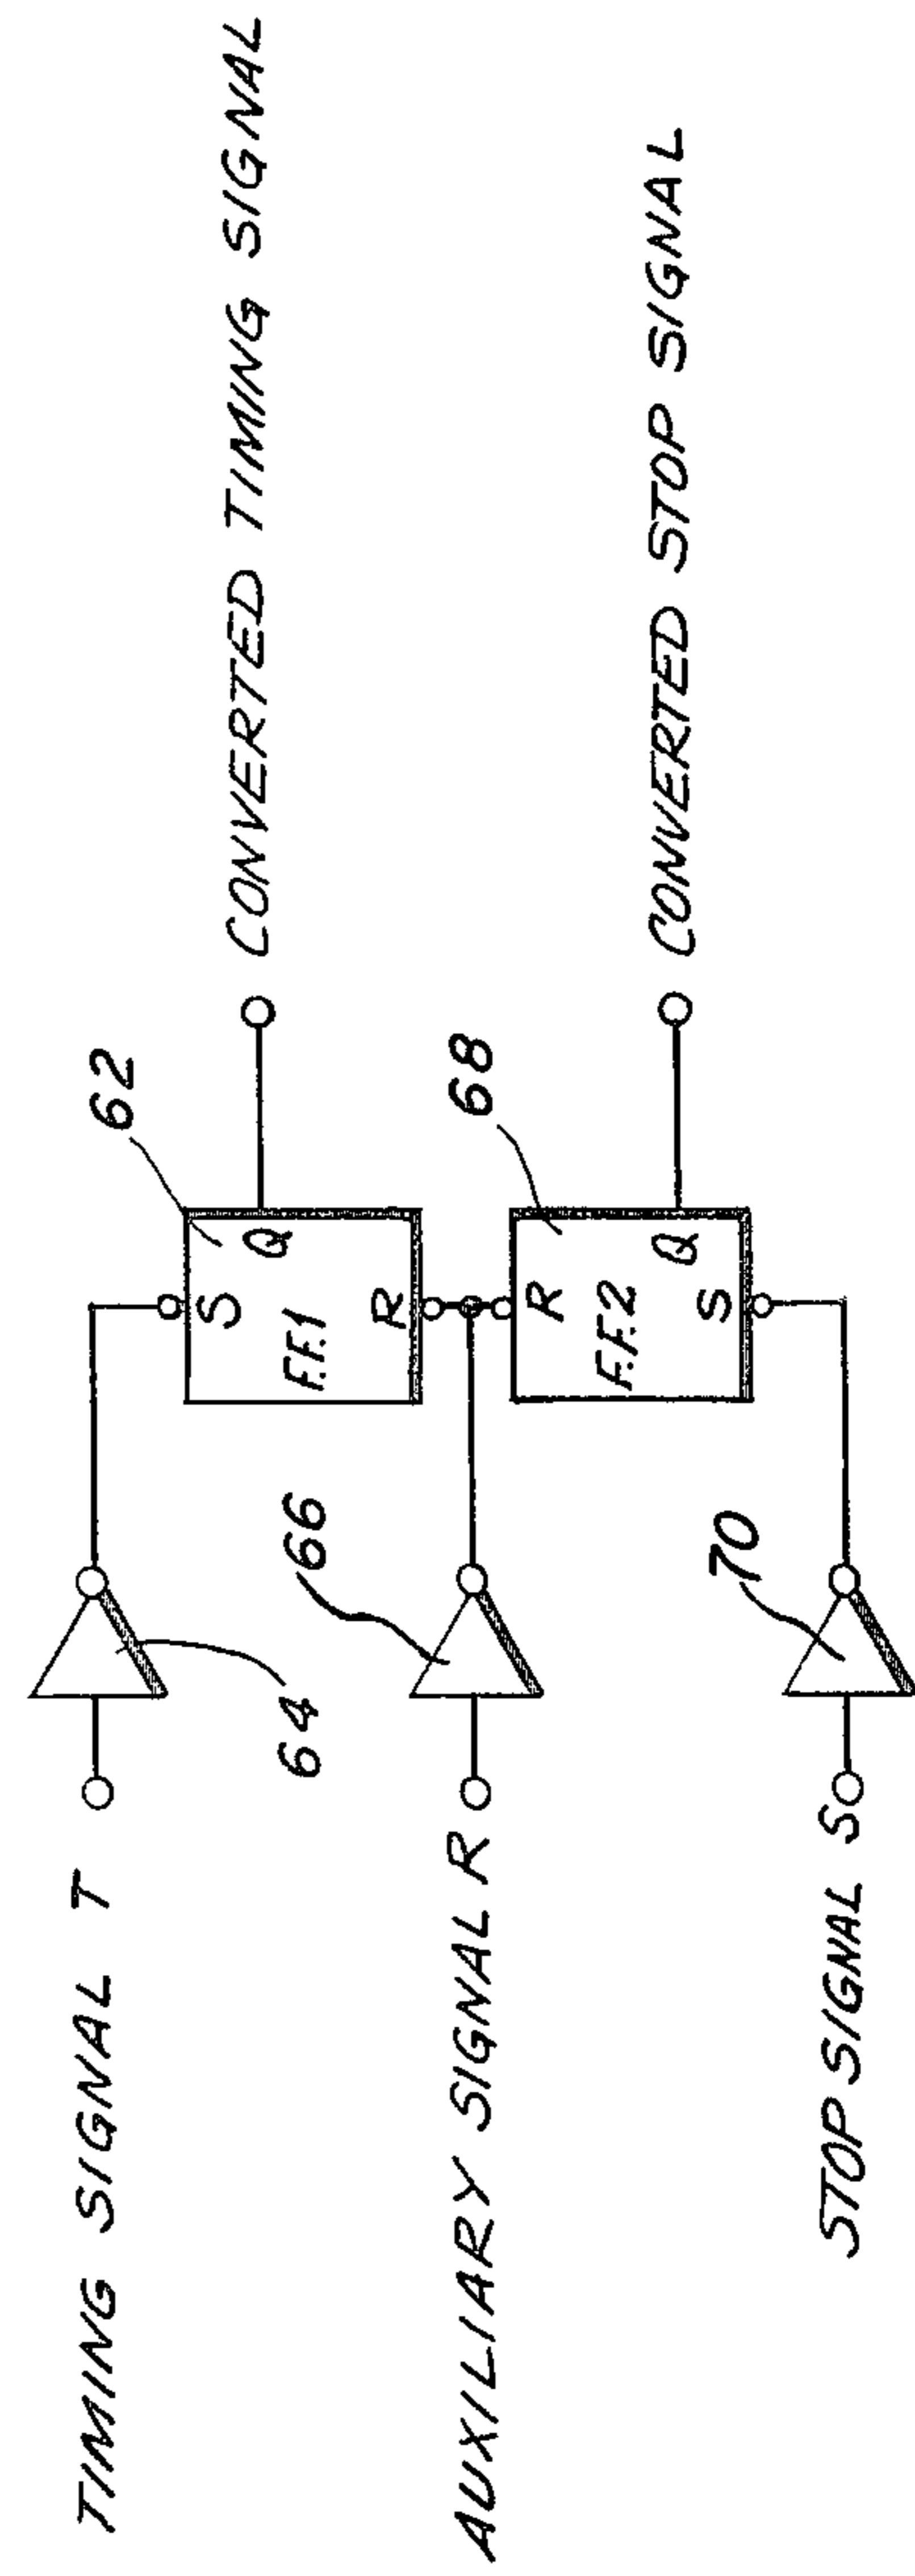 TIMING SIGNAL T
64
62
S
Q
F.F.1
R
CONVERTED TIMING SIGNAL
AUXILIARY SIGNAL R
66
68
R
F.F.2
Q
S
CONVERTED STOP SIGNAL
STOP SIGNAL S
70